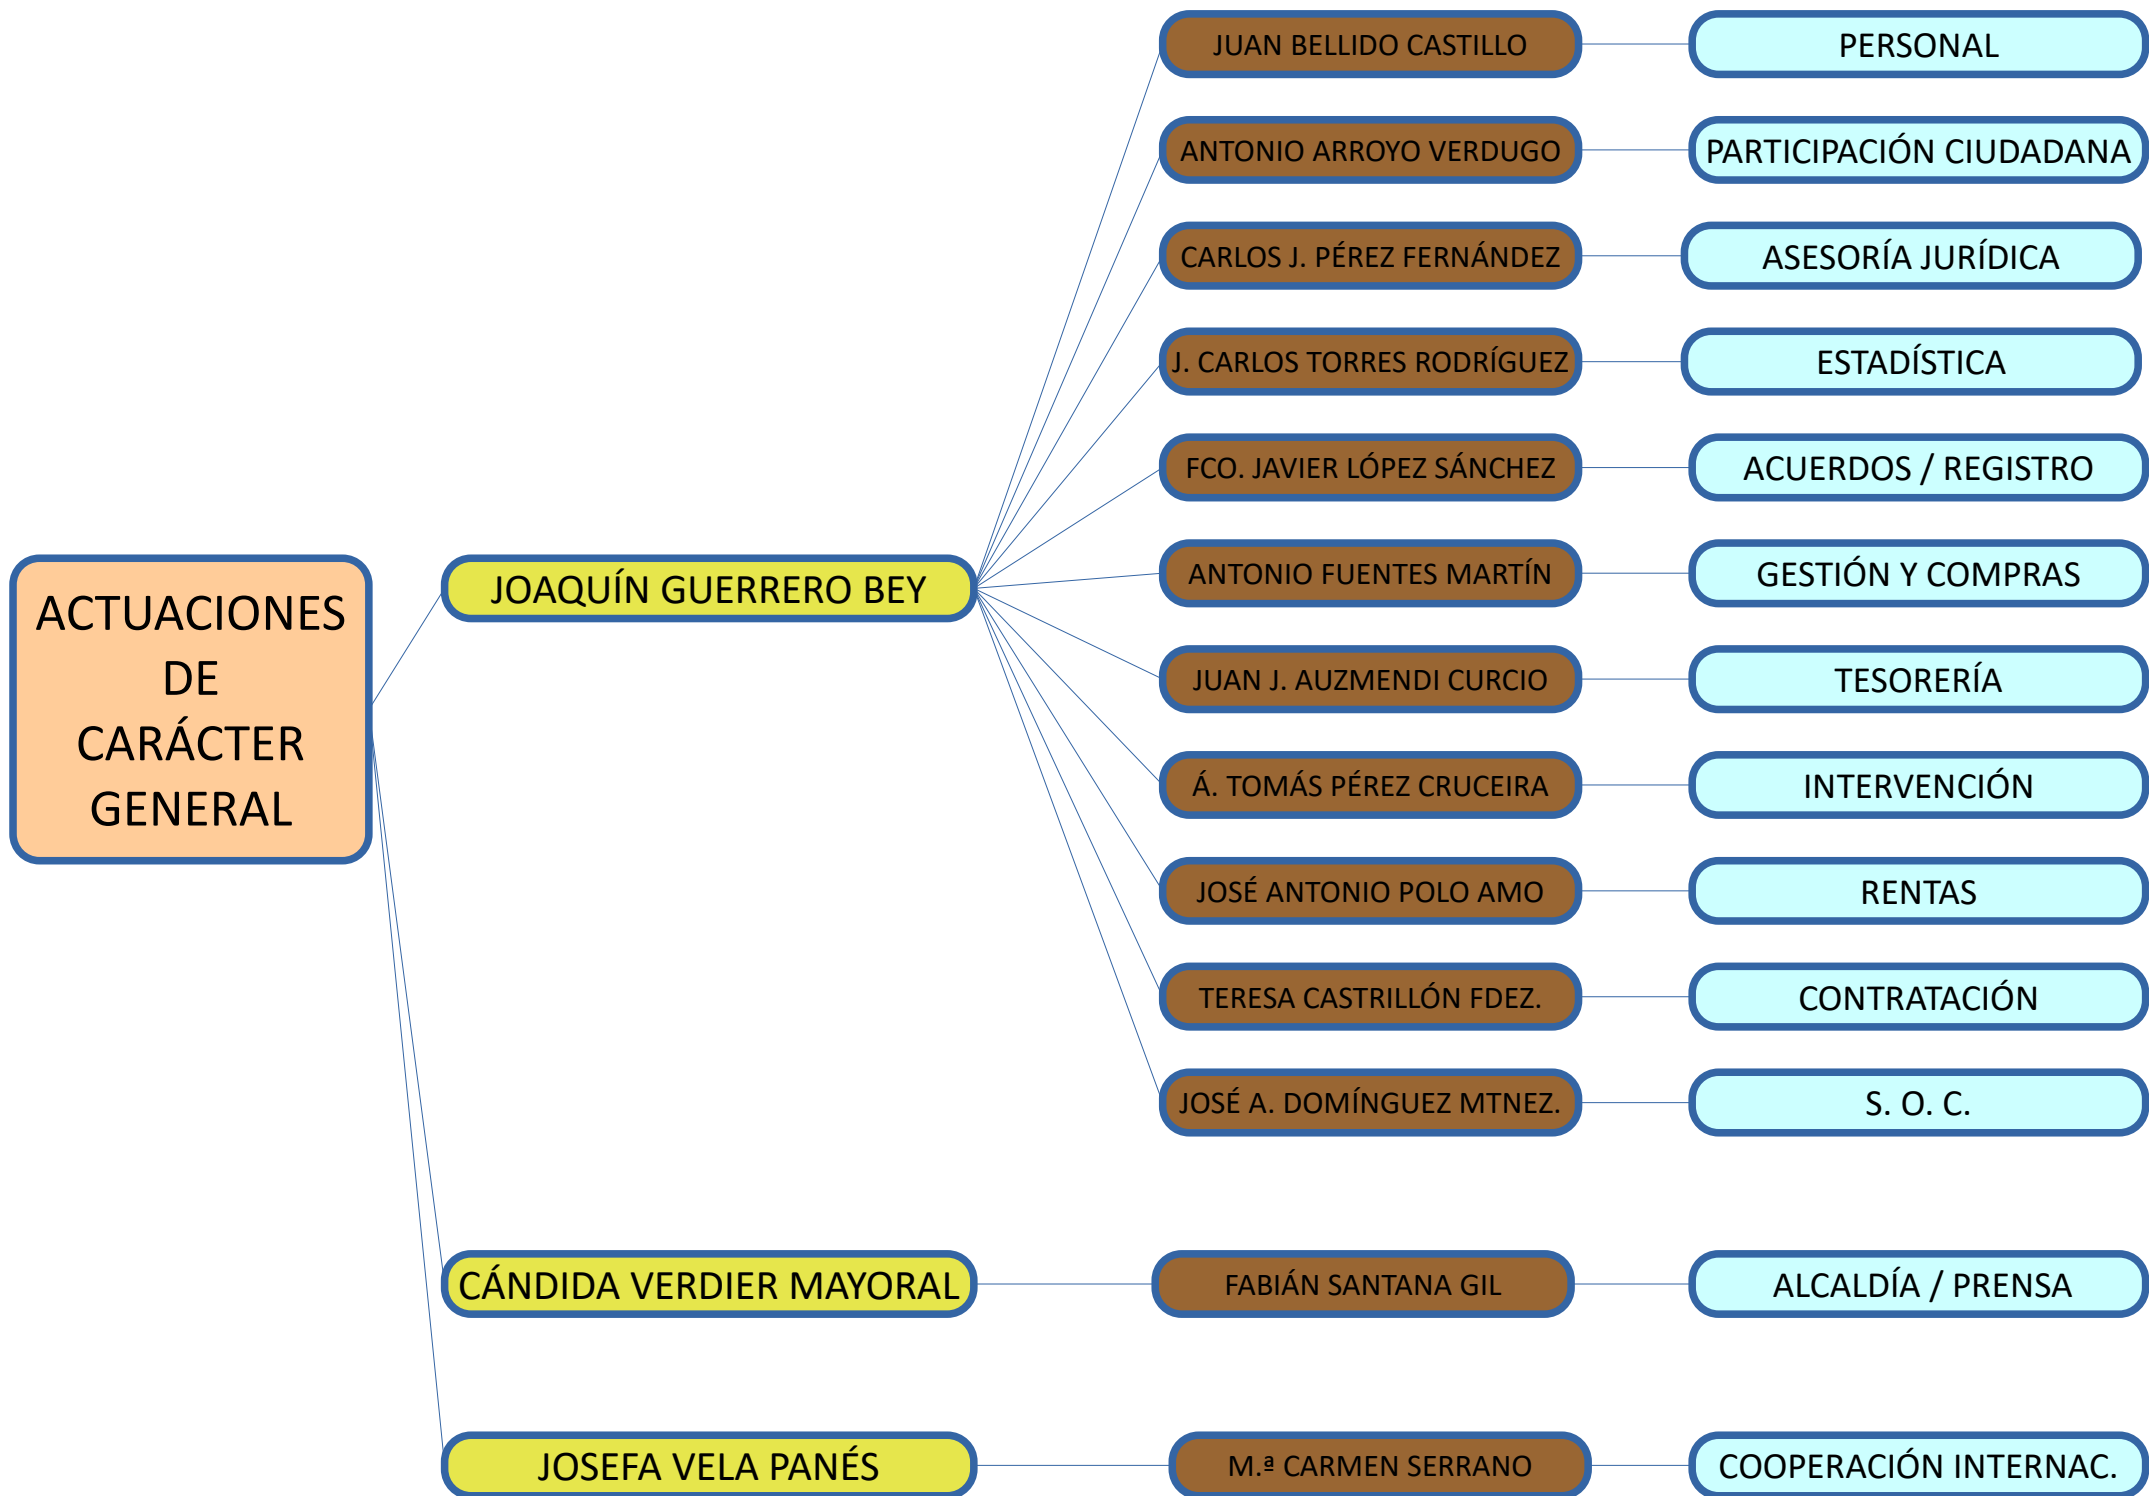 JUAN BELLIDO CASTILLO
PERSONAL
ANTONIO ARROYO VERDUGO
PARTICIPACIÓN CIUDADANA
CARLOS J. PÉREZ FERNÁNDEZ
ASESORÍA JURÍDICA
J. CARLOS TORRES RODRÍGUEZ
ESTADÍSTICA
FCO. JAVIER LÓPEZ SÁNCHEZ
ACUERDOS / REGISTRO
ACTUACIONES
DE
CARÁCTER
GENERAL
JOAQUÍN GUERRERO BEY
ANTONIO FUENTES MARTÍN
GESTIÓN Y COMPRAS
JUAN J. AUZMENDI CURCIO
TESORERÍA
Á. TOMÁS PÉREZ CRUCEIRA
INTERVENCIÓN
JOSÉ ANTONIO POLO AMO
RENTAS
TERESA CASTRILLÓN FDEZ.
CONTRATACIÓN
JOSÉ A. DOMÍNGUEZ MTNEZ.
S. O. C.
CÁNDIDA VERDIER MAYORAL
FABIÁN SANTANA GIL
ALCALDÍA / PRENSA
JOSEFA VELA PANÉS
M.ª CARMEN SERRANO
COOPERACIÓN INTERNAC.